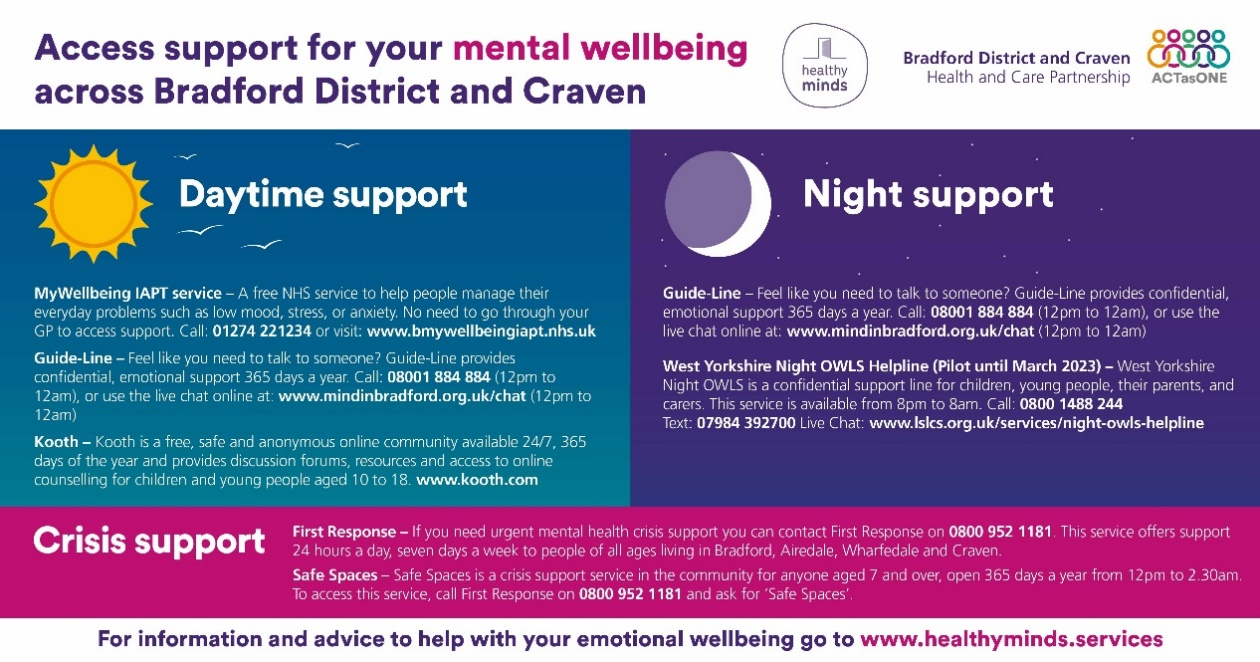 Access support for your mental wellbeing
across Bradford District and Craven
healthy
minds
Bradford District and Craven
Health and Care Partnership
ACTasONE
Daytime support
MyWellbeing IAPT service – A free NHS service to help people manage their
everyday problems such as low mood, stress, or anxiety. No need to go through your
GP to access support. Call: 01274 221234 or visit: www.bmywellbeingiapt.nhs.uk
Guide-Line – Feel like you need to talk to someone? Guide-Line provides
confidential, emotional support 365 days a year. Call: 08001 884 884 (12pm to
12am), or use the live chat online at: www.mindinbradford.org.uk/chat (12pm to
12am)
Kooth – Kooth is a free, safe and anonymous online community available 24/7, 365
days of the year and provides discussion forums, resources and access to online
counselling for children and young people aged 10 to 18. www.kooth.com
Night support
Guide-Line – Feel like you need to talk to someone? Guide-Line provides confidential,
emotional support 365 days a year. Call: 08001 884 884 (12pm to 12am), or use the
live chat online at: www.mindinbradford.org.uk/chat (12pm to 12am)
West Yorkshire Night OWLS Helpline (Pilot until March 2023) – West Yorkshire
Night OWLS is a confidential support line for children, young people, their parents, and
carers. This service is available from 8pm to 8am. Call: 0800 1488 244
Text: 07984 392700 Live Chat: www.lslcs.org.uk/services/night-owls-helpline
Crisis support
First Response – If you need urgent mental health crisis support you can contact First Response on 0800 952 1181. This service offers support
24 hours a day, seven days a week to people of all ages living in Bradford, Airedale, Wharfedale and Craven.
Safe Spaces – Safe Spaces is a crisis support service in the community for anyone aged 7 and over, open 365 days a year from 12pm to 2.30am.
To access this service, call First Response on 0800 952 1181 and ask for ‘Safe Spaces’.
For information and advice to help with your emotional wellbeing go to www.healthyminds.services